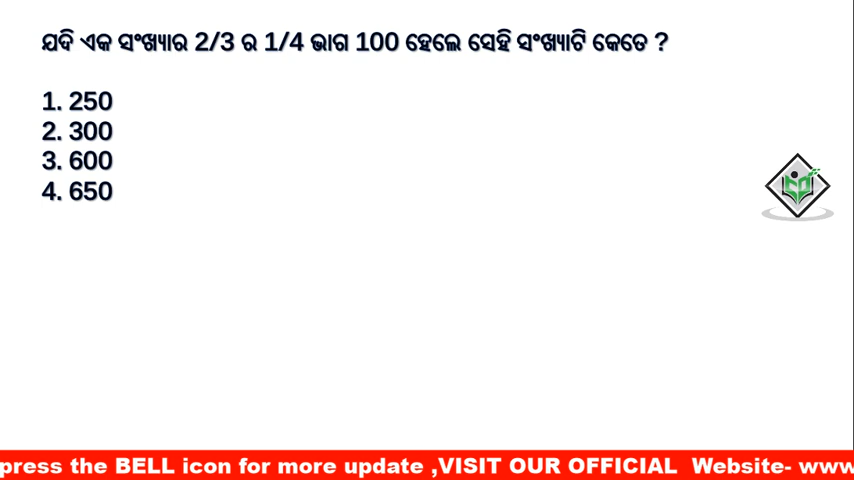 ଯଦି ଏକ ସଂଖ୍ୟାର 2/3 ର 1/4 ଭାଗ 100 ହେଲେ ସେହି ସଂଖ୍ୟାଟି କେତେ ?
1. 250
2. 300
3. 600
4. 650
press the BELL icon for more update ,VISIT OUR OFFICIAL Website- www